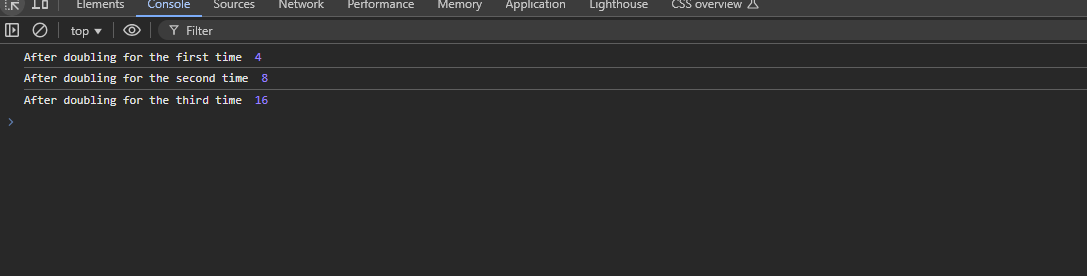 Elements Console Sources Network Performance Memory Application Lighthouse CSS overview
top Filter
After doubling for the first time 4
After doubling for the second time 8
After doubling for the third time 16